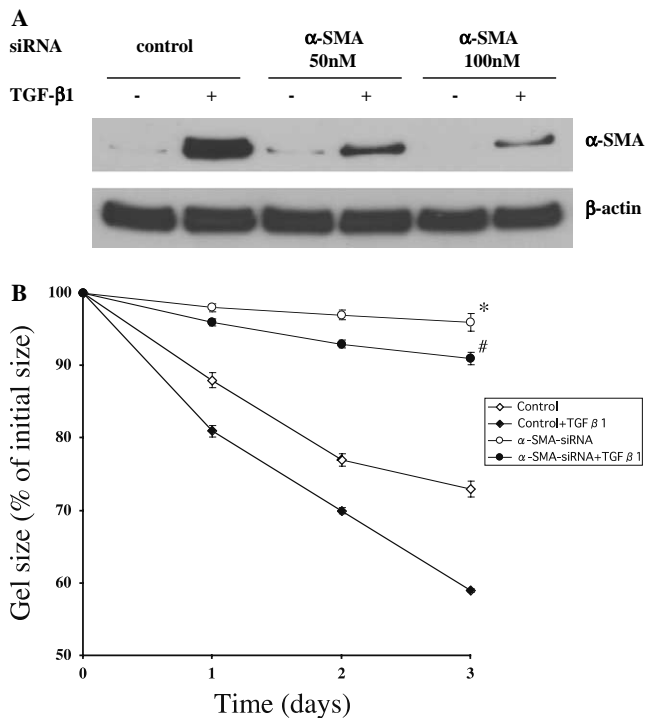 A
siRNA control α-SMA 50nM α-SMA 100nM
TGF-β1 - + - + - +
α-SMA
β-actin
B
100
90
80
70
60
50
0 1 2 3
Gel size (% of initial size)
Time (days)
*
#
Control
Control+TGFβ1
α-SMA-siRNA
α-SMA-siRNA+TGFβ1